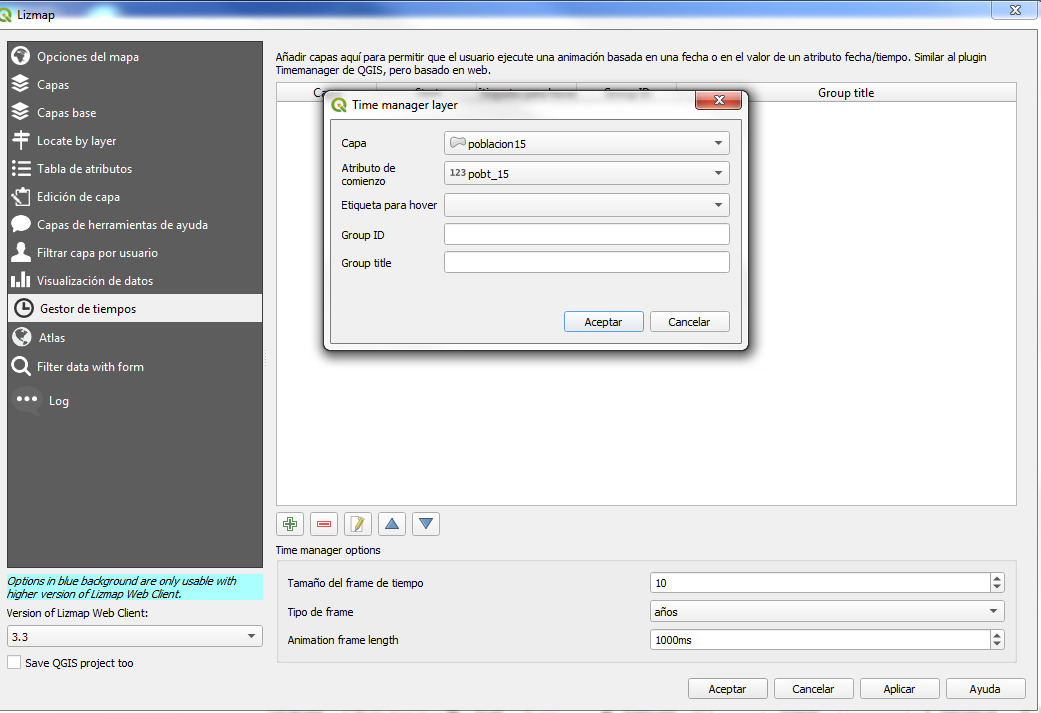 Lizmap
Opciones del mapa
Capas
Capas base
Locate by layer
Tabla de atributos
Edición de capa
Capas de herramientas de ayuda
Filtrar capa por usuario
Visualización de datos
Gestor de tiempos
Atlas
Filter data with form
Log
Options in blue background are only usable with
higher version of Lizmap Web Client.
Version of Lizmap Web Client:
3.3
Save QGIS project too
Añadir capas aquí para permitir que el usuario ejecute una animación basada en una fecha o en el valor de un atributo fecha/tiempo. Similar al plugin
Timemanager de QGIS, pero basado en web.
Group title
Time manager layer
Capa
poblacion15
Atributo de
comienzo
123 pobt_15
Etiqueta para hover
Group ID
Group title
Aceptar Cancelar
Time manager options
Tamaño del frame de tiempo 10
Tipo de frame años
Animation frame length 1000ms
Aceptar Cancelar Aplicar Ayuda